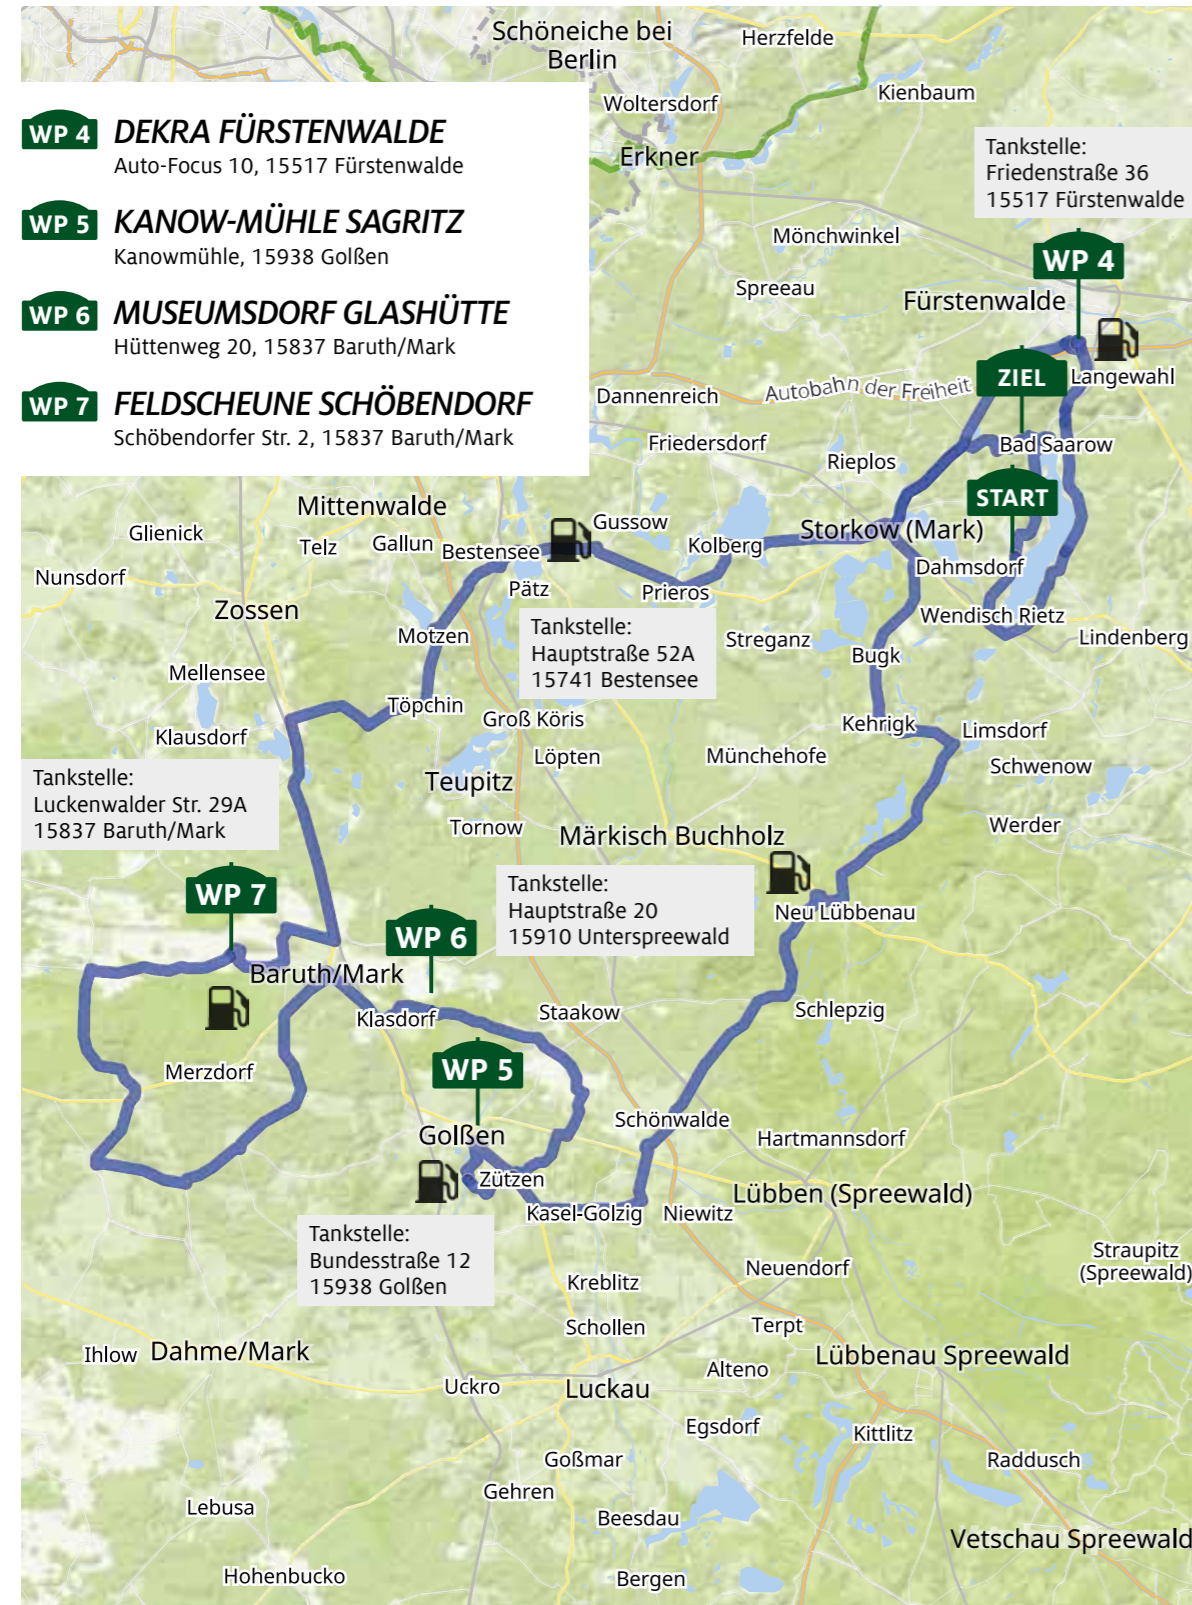 Schöneiche bei
Berlin
Herzfelde
Kienbaum
Woltersdorf
Erkner
WP 4 DEKRA FÜRSTENWALDE
Auto-Focus 10, 15517 Fürstenwalde
WP 5 KANOW-MÜHLE SAGRITZ
Kanowmühle, 15938 Golßen
WP 6 MUSEUMSDORF GLASHÜTTE
Hüttenweg 20, 15837 Baruth/Mark
WP 7 FELDSCHEUNE SCHÖBENDORF
Schöbendorfer Str. 2, 15837 Baruth/Mark
Tankstelle:
Friedenstraße 36
15517 Fürstenwalde
Mönchwinkel
WP 4
Spreeau
Fürstenwalde
ZIEL
Langewahl
Autobahn der Freiheit
Dannenreich
Friedersdorf
Bad Saarow
Rieplos
START
Mittenwalde
Storkow (Mark)
Glienick
Telz
Gallun
Bestensee
Gussow
Kolberg
Dahmsdorf
Nunsdorf
Pätz
Prieros
Zossen
Wendisch Rietz
Tankstelle:
Hauptstraße 52A
15741 Bestensee
Motzen
Streganz
Lindenberg
Bugk
Mellensee
Töpchin
Groß Köris
Kehrigk
Limsdorf
Klausdorf
Löpten
Münchehofe
Schwenow
Tankstelle:
Luckenwalder Str. 29A
15837 Baruth/Mark
Teupitz
Tornow
Märkisch Buchholz
Werder
WP 7
Tankstelle:
Hauptstraße 20
15910 Unterspreewald
Neu Lübbenau
WP 6
Baruth/Mark
Klasdorf
Staakow
Schlepzig
Merzdorf
WP 5
Schönwalde
Golßen
Hartmannsdorf
Zützen
Lübben (Spreewald)
Kasel-Golzig
Niewitz
Tankstelle:
Bundesstraße 12
15938 Golßen
Straupitz
(Spreewald)
Neuendorf
Kreblitz
Schollen
Terpt
Ihlow
Dahme/Mark
Lübbenau Spreewald
Alteno
Uckro
Luckau
Egsdorf
Kittlitz
Goßmar
Raddusch
Gehren
Lebusa
Beesdau
Vetschau Spreewald
Hohenbucko
Bergen